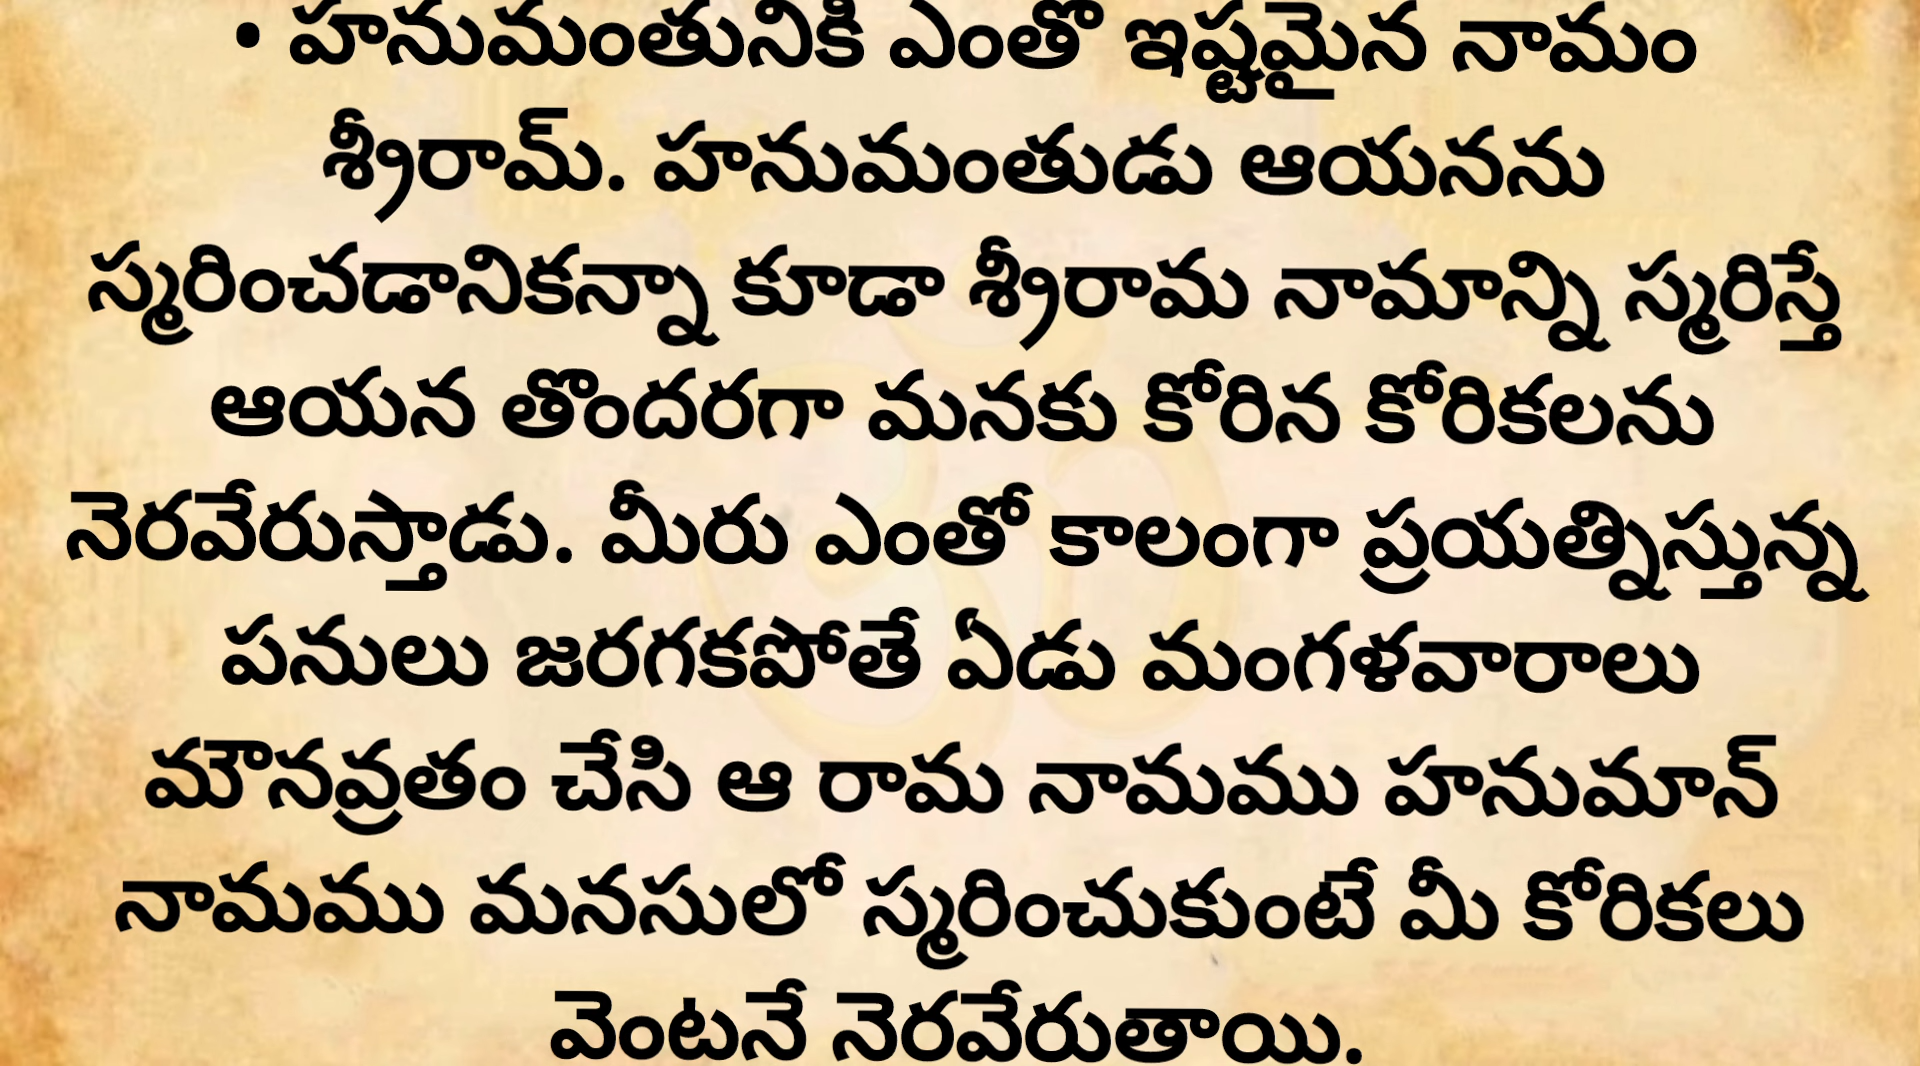 • హనుమంతునికి ఎంతో ఇష్టమైన నామం
శ్రీరామ్. హనుమంతుడు ఆయనను
స్మరించడానికన్నా కూడా శ్రీరామ నామాన్ని స్మరిస్తే
ఆయన తొందరగా మనకు కోరిన కోరికలను
నెరవేరుస్తాడు. మీరు ఎంతో కాలంగా ప్రయత్నిస్తున్న
పనులు జరగకపోతే ఏడు మంగళవారాలు
మౌనవ్రతం చేసి ఆ రామ నామము హనుమాన్
నామము మనసులో స్మరించుకుంటే మీ కోరికలు
వెంటనే నెరవేరుతాయి.